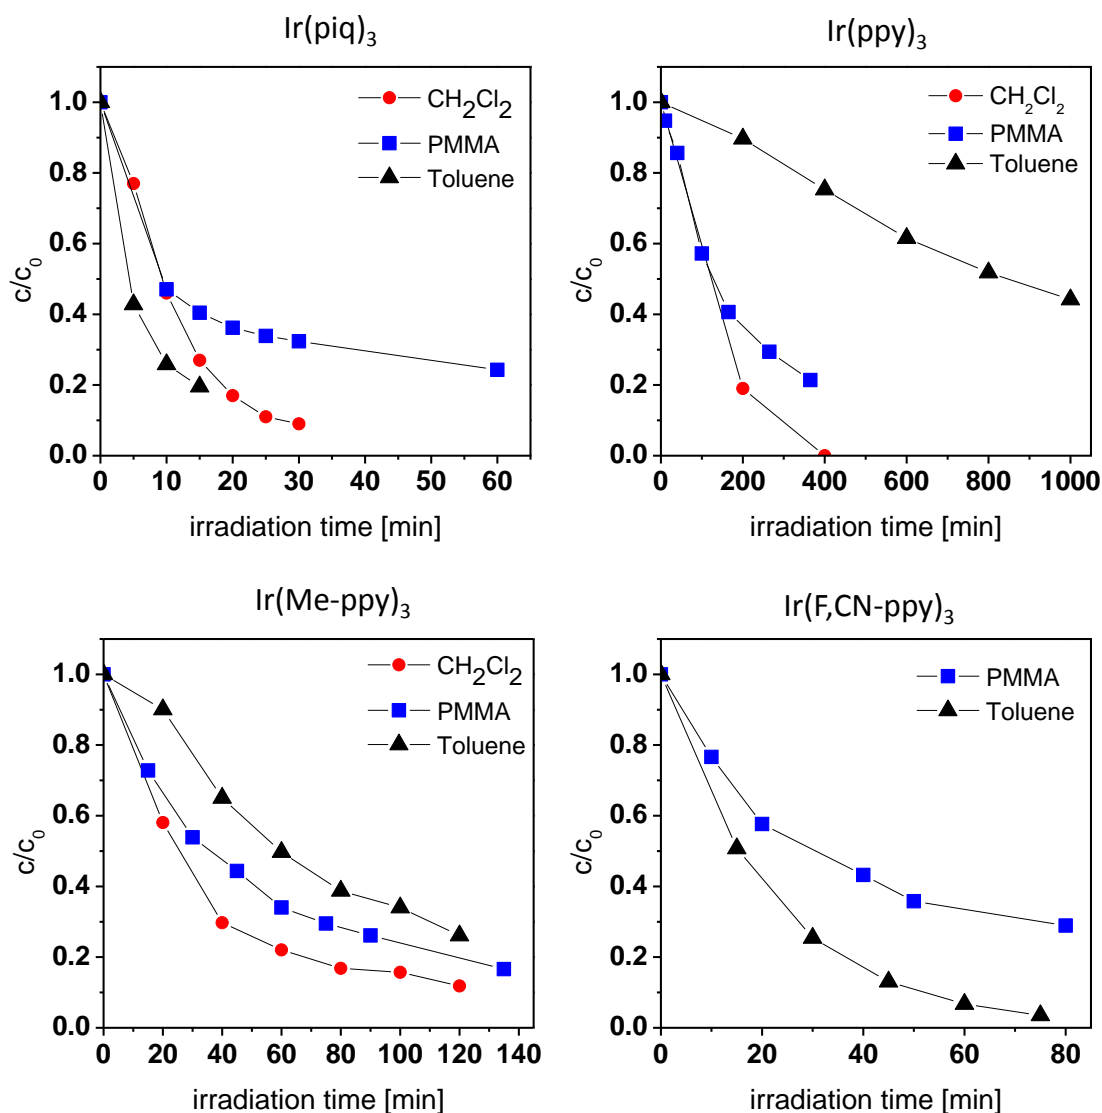 Ir(piq)₃
CH₂Cl₂
PMMA
Toluene
1.0
0.8
0.6
0.4
0.2
0.0
c/c₀
0 10 20 30 40 50 60
irradiation time [min]
Ir(ppy)₃
CH₂Cl₂
PMMA
Toluene
1.0
0.8
0.6
0.4
0.2
0.0
c/c₀
0 200 400 600 800 1000
irradiation time [min]
Ir(Me-ppy)₃
CH₂Cl₂
PMMA
Toluene
1.0
0.8
0.6
0.4
0.2
0.0
c/c₀
0 20 40 60 80 100 120 140
irradiation time [min]
Ir(F,CN-ppy)₃
PMMA
Toluene
1.0
0.8
0.6
0.4
0.2
0.0
c/c₀
0 20 40 60 80
irradiation time [min]